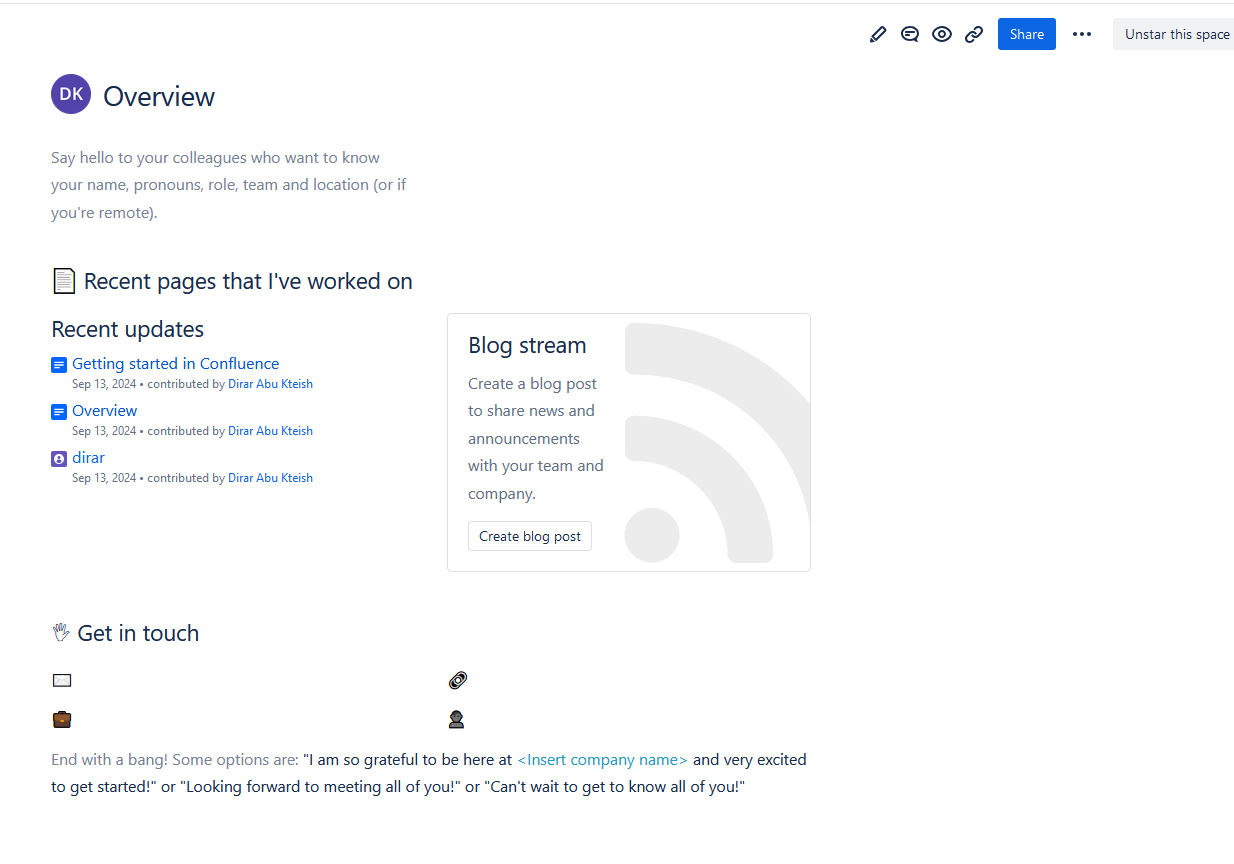 Share
Unstar this space
DK
Overview
Say hello to your colleagues who want to know
your name, pronouns, role, team and location (or if
you're remote).
Recent pages that I've worked on
Recent updates
Getting started in Confluence
Sep 13, 2024 • contributed by Dirar Abu Kteish
Overview
Sep 13, 2024 • contributed by Dirar Abu Kteish
dirar
Sep 13, 2024 • contributed by Dirar Abu Kteish
Blog stream
Create a blog post
to share news and
announcements
with your team and
company.
Create blog post
Get in touch
End with a bang! Some options are: "I am so grateful to be here at <Insert company name> and very excited
to get started!" or "Looking forward to meeting all of you!" or "Can't wait to get to know all of you!"